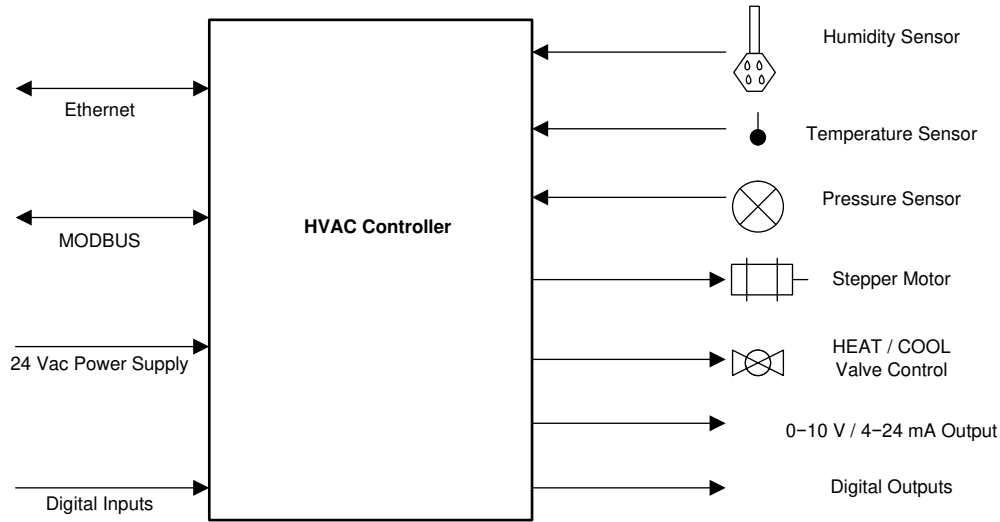 Humidity Sensor
Ethernet
Temperature Sensor
Pressure Sensor
HVAC Controller
MODBUS
Stepper Motor
24 Vac Power Supply
HEAT / COOL
Valve Control
0−10 V / 4−24 mA Output
Digital Inputs
Digital Outputs